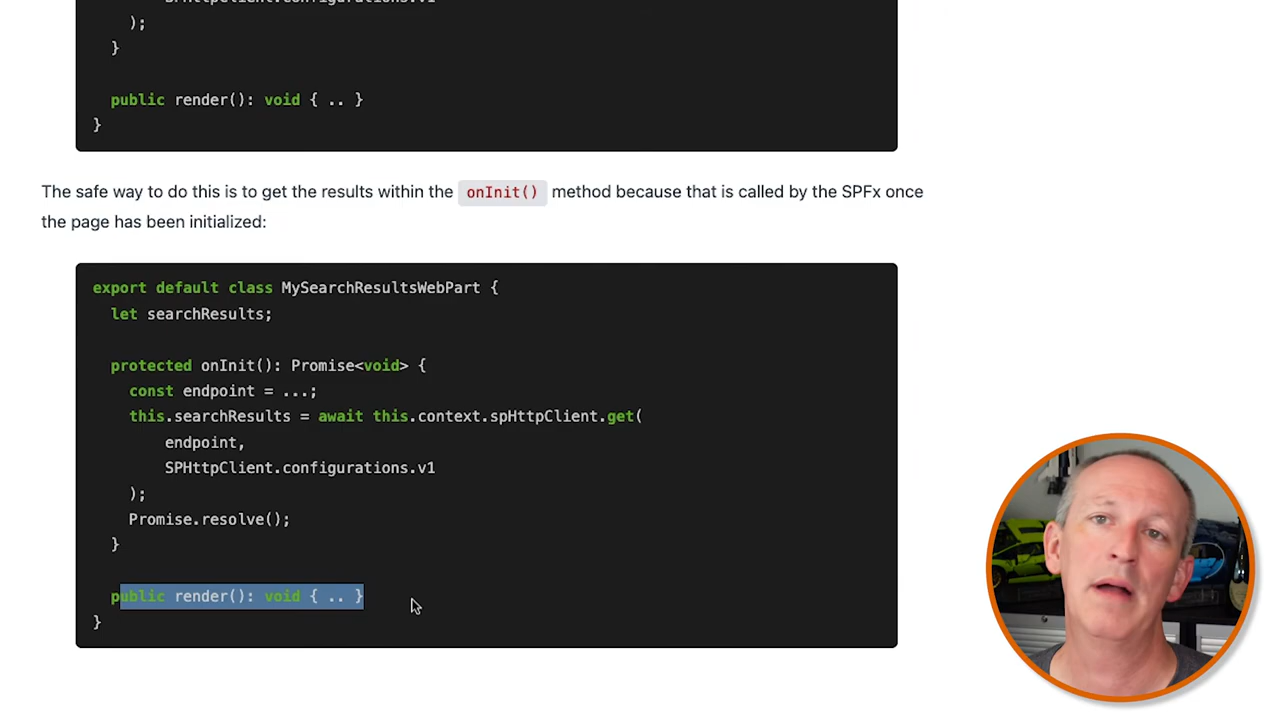 SPHttpClient.configurations.v1
);
}
public render(): void { .. }
}
The safe way to do this is to get the results within the onInit() method because that is called by the SPFx once
the page has been initialized:
export default class MySearchResultsWebPart {
let searchResults;
protected onInit(): Promise<void> {
const endpoint = ...;
this.searchResults = await this.context.spHttpClient.get(
endpoint,
SPHttpClient.configurations.v1
);
Promise.resolve();
}
public render(): void { .. }
}